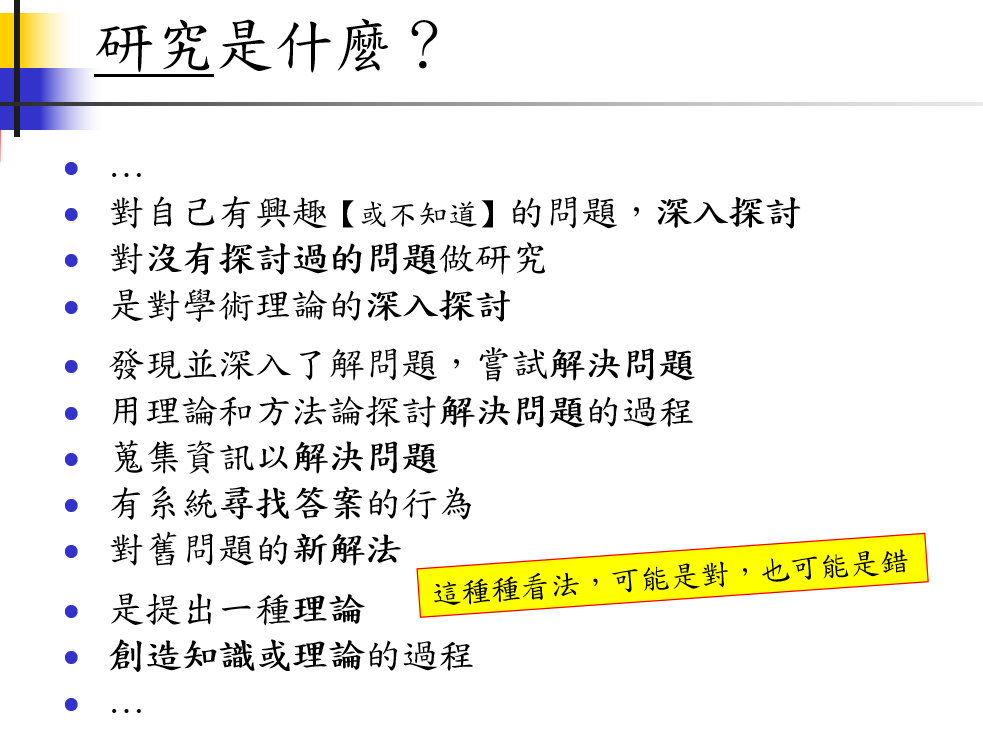 研究是什麼？
• …
• 對自己有興趣【或不知道】的問題，深入探討
• 對沒有探討過的問題做研究
• 是對學術理論的深入探討
• 發現並深入了解問題，嘗試解決問題
• 用理論和方法論探討解決問題的過程
• 蒐集資訊以解決問題
• 有系統尋找答案的行為
• 對舊問題的新解法
這種種看法，可能是對，也可能是錯
• 是提出一種理論
• 創造知識或理論的過程
• …